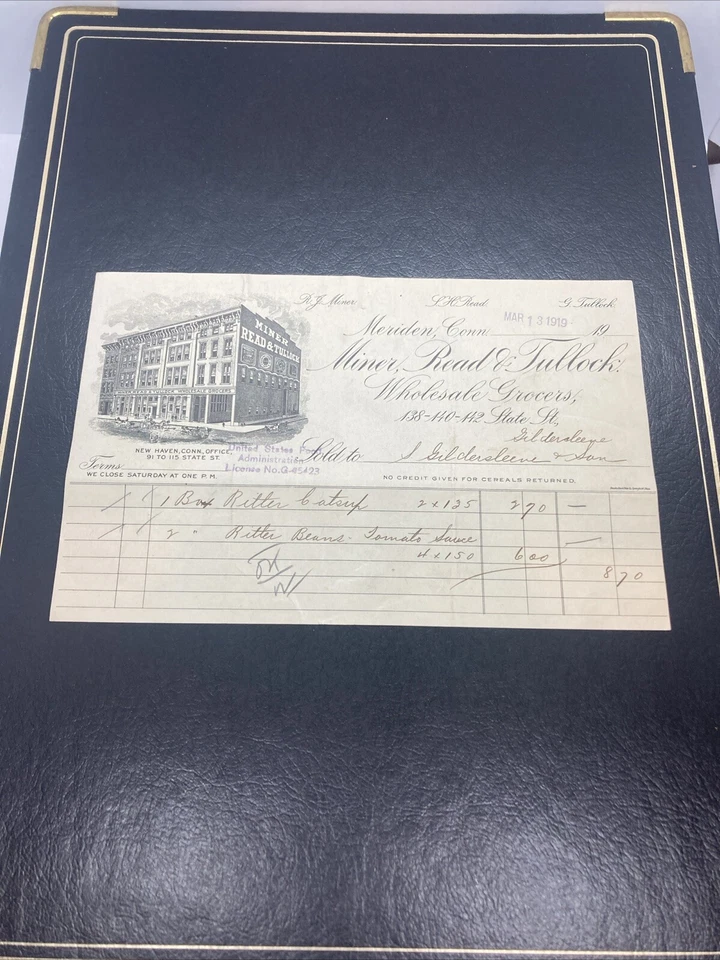 R. J. Miner L. H. Read G. Tullock
Meriden, Conn. MAR 13 1919 19
Miner, Read & Tullock,
Wholesale Grocers,
138-140-142 State St,
MINER
READ & TULLOCK
NEW HAVEN, CONN, OFFICE,
91 TO 115 STATE ST.
United States
Administration
License No.G-45423
Gildersleeve
Sold to S Gildersleeve & Son
Terms
WE CLOSE SATURDAY AT ONE P.M.
NO CREDIT GIVEN FOR CEREALS RETURNED.
1 Box Ritter Catsup 2 x 135 2 70 —
2 " Ritter Beans - Tomato Sauce —
4 x 150 6 00
8 70